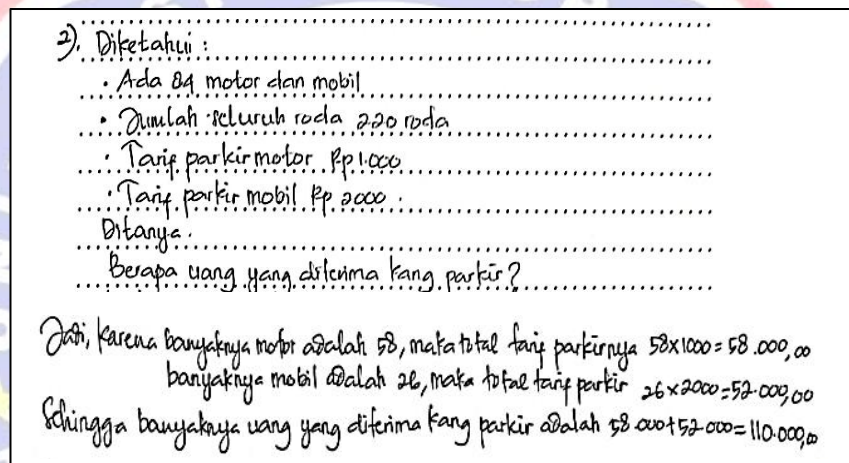 2). Diketahui :
• Ada 84 motor dan mobil
• Jumlah seluruh roda 220 roda
• Tarif parkir motor Rp 1.000
• Tarif parkir mobil Rp 2000
Ditanya.
Berapa uang yang diterima kang parkir?
Jadi, karena banyaknya motor adalah 58, maka total tarif parkirnya 58x1000 = 58.000,00
banyaknya mobil adalah 26, maka total tarif parkir 26x2000=52.000,00
Sehingga banyaknya uang yang diterima kang parkir adalah 58.000+52.000=110.000,00